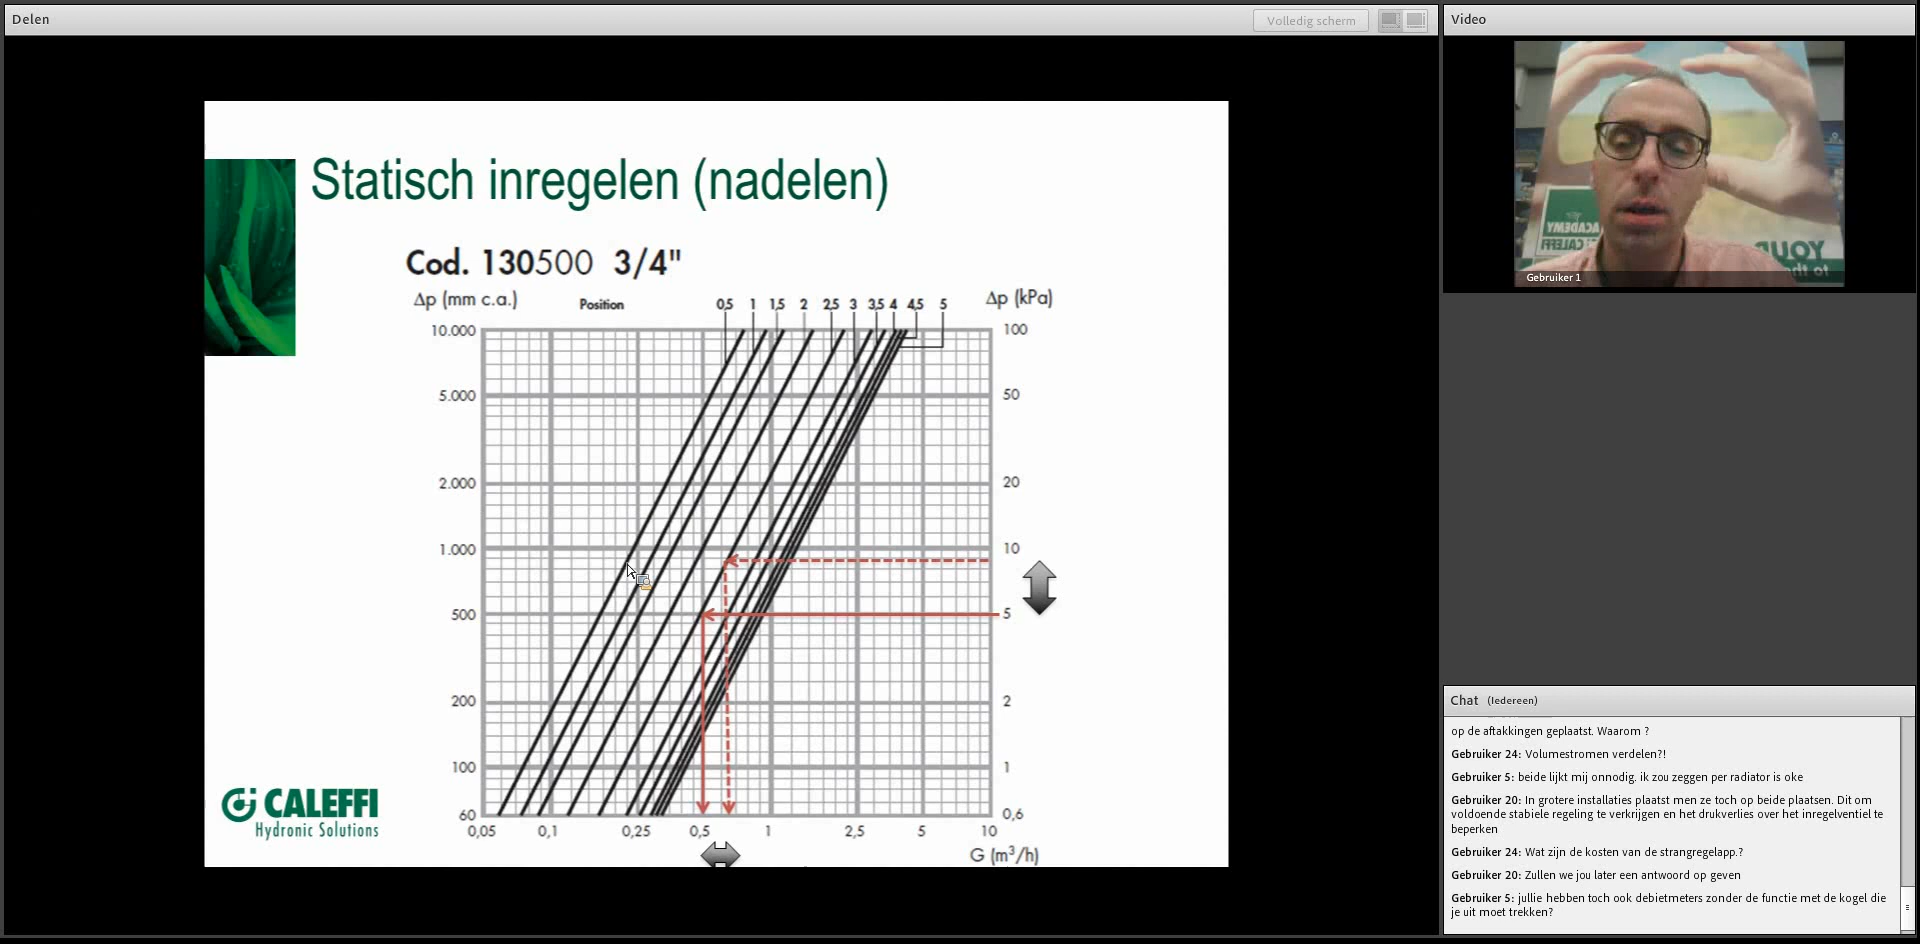 Delen
Volledig scherm
Video
Statisch inregelen (nadelen)
Cod. 130500 3/4"
Δp (mm c.a.)
Position
0,5 1 1,5 2 2,5 3 3,5 4 4,5 5
Δp (kPa)
10.000
100
5.000
50
2.000
20
1.000
10
500
5
200
2
100
1
60
0,6
0,05 0,1 0,25 0,5 1 2,5 5 10
G (m³/h)
CALEFFI
Hydronic Solutions
ACADEMY
CALEFFI
YOUR
to th
Gebruiker 1
Chat (Iedereen)
op de aftakkingen geplaatst. Waarom ?
Gebruiker 24: Volumestromen verdelen?!
Gebruiker 5: beide lijkt mij onnodig. ik zou zeggen per radiator is oke
Gebruiker 20: In grotere installaties plaatst men ze toch op beide plaatsen. Dit om
voldoende stabiele regeling te verkrijgen en het drukverlies over het inregelventiel te
beperken
Gebruiker 24: Wat zijn de kosten van de strangregelapp.?
Gebruiker 20: Zullen we jou later een antwoord op geven
Gebruiker 5: jullie hebben toch ook debietmeters zonder de functie met de kogel die
je uit moet trekken?